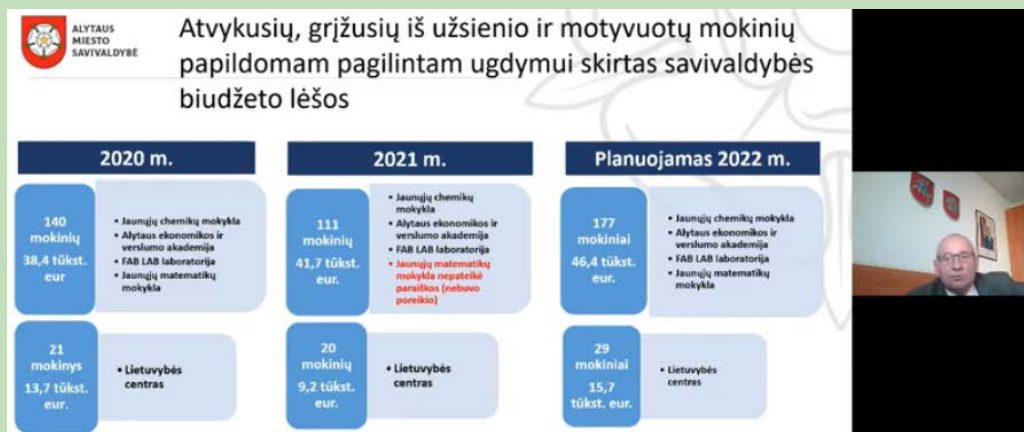 ALYTAUS
MIESTO
SAVIVALDYBĖ
Atvykusių, grįžusių iš užsienio ir motyvuotų mokinių
papildomam pagilintam ugdymui skirtas savivaldybės
biudžeto lėšos
2020 m.
140
mokinių
38,4 tūkst.
eur
• Jaunųjų chemikų mokykla
• Alytaus ekonomikos ir
verslumo akademija
• FAB LAB laboratorija
• Jaunųjų matematikų
mokykla
21
mokinys
13,7 tūkst.
eur.
• Lietuvybės
centras
2021 m.
111
mokinių
41,7 tūkst.
eur.
• Jaunųjų chemikų
mokykla
• Alytaus ekonomikos ir
verslumo akademija
• FAB LAB laboratorija
• Jaunųjų matematikų
mokykla nepateikė
paraiškos (nebuvo
poreikio)
20
mokinių
9,2 tūkst.
eur.
• Lietuvybės
centras
Planuojamas 2022 m.
177
mokiniai
46,4 tūkst.
eur.
• Jaunųjų chemikų mokykla
• Alytaus ekonomikos ir
verslumo akademija
• FAB LAB laboratorija
• Jaunųjų matematikų
mokykla
29
mokiniai
15,7
tūkst. eur.
• Lietuvybės
centras